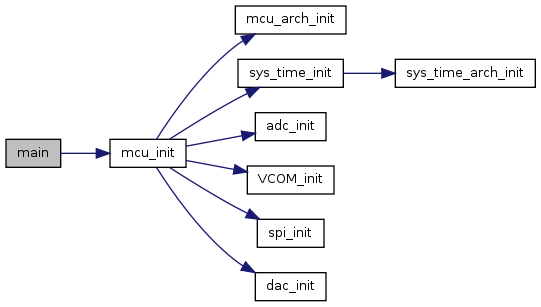 mcu_arch_init
sys_time_init
sys_time_arch_init
adc_init
main
mcu_init
VCOM_init
spi_init
dac_init